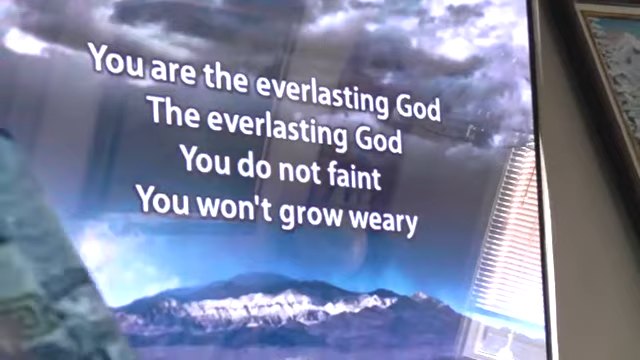 You are the everlasting God
The everlasting God
You do not faint
You won't grow weary